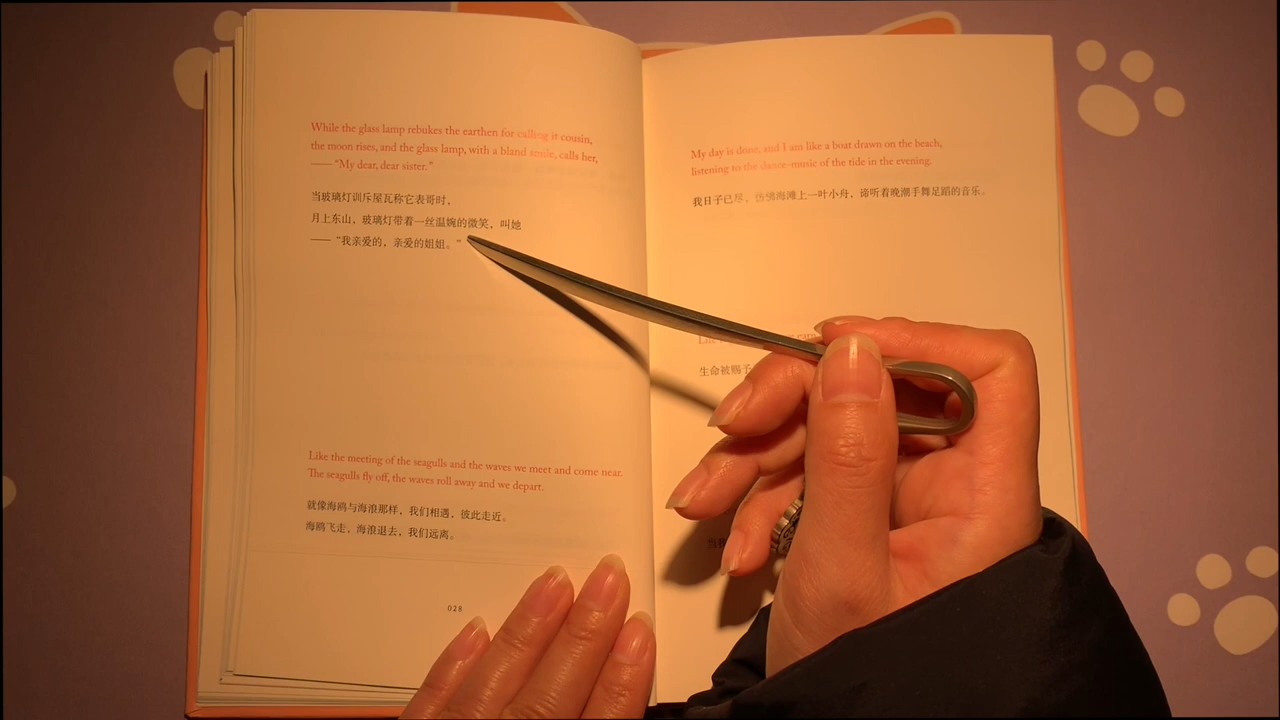 While the glass lamp rebukes the earthen for calling it cousin,
the moon rises, and the glass lamp, with a bland smile, calls her,
—— "My dear, dear sister."
当玻璃灯训斥屋瓦称它表哥时，
月上东山，玻璃灯带着一丝温婉的微笑，叫她
—— “我亲爱的，亲爱的姐姐。”
Like the meeting of the seagulls and the waves we meet and come near.
The seagulls fly off, the waves roll away and we depart.
就像海鸥与海浪那样，我们相遇，彼此走近。
海鸥飞走，海浪退去，我们远离。
028
My day is done, and I am like a boat drawn on the beach,
listening to the dance-music of the tide in the evening.
我日子已尽，仿佛海滩上一叶小舟，谛听着晚潮手舞足蹈的音乐。
生命被赐予